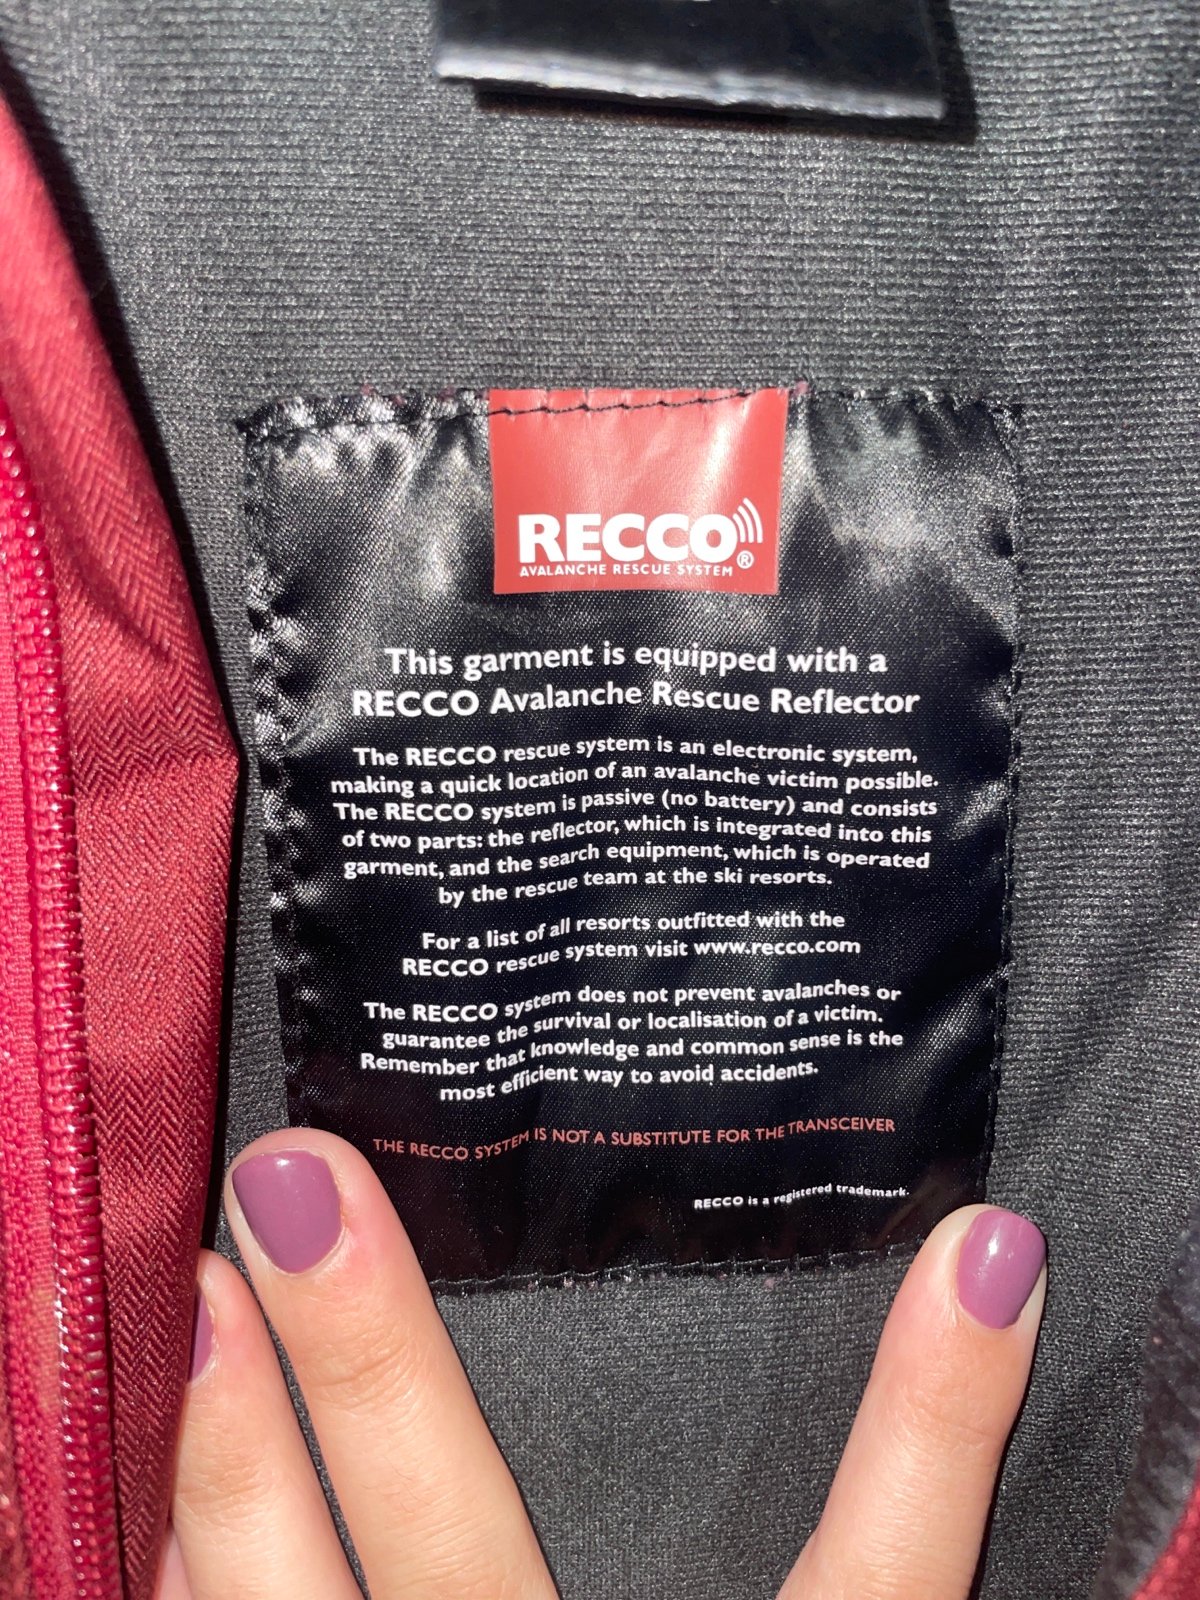 RECCO®
AVALANCHE RESCUE SYSTEM
This garment is equipped with a
RECCO Avalanche Rescue Reflector
The RECCO rescue system is an electronic system,
making a quick location of an avalanche victim possible.
The RECCO system is passive (no battery) and consists
of two parts: the reflector, which is integrated into this
garment, and the search equipment, which is operated
by the rescue team at the ski resorts.
For a list of all resorts outfitted with the
RECCO rescue system visit www.recco.com
The RECCO system does not prevent avalanches or
guarantee the survival or localisation of a victim.
Remember that knowledge and common sense is the
most efficient way to avoid accidents.
THE RECCO SYSTEM IS NOT A SUBSTITUTE FOR THE TRANSCEIVER
RECCO is a registered trademark.